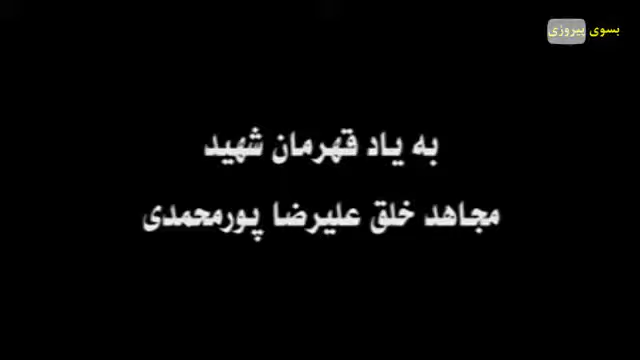 بسوی پیروزی
به یاد قهرمان شهید
مجاهد خلق علیرضا پورمحمدی